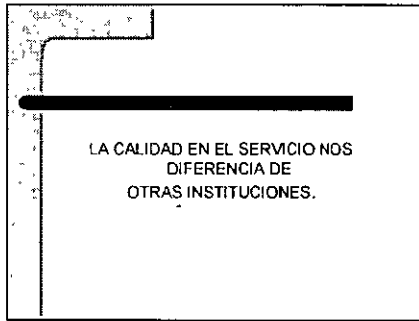 LA CALIDAD EN EL SERVICIO NOS
DIFERENCIA DE
OTRAS INSTITUCIONES.